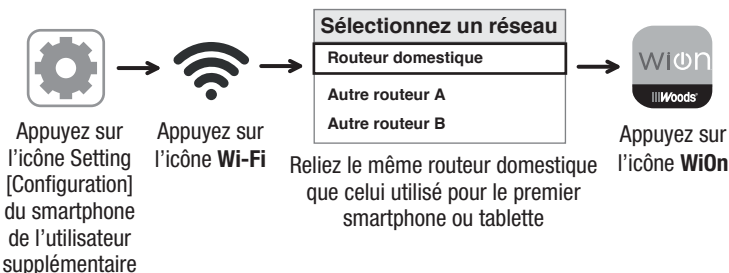 Sélectionnez un réseau
Routeur domestique
Autre routeur A
Autre routeur B
wiOn
Woods
Appuyez sur
l'icône Setting
[Configuration]
du smartphone
de l'utilisateur
supplémentaire
Appuyez sur
l'icône Wi-Fi
Reliez le même routeur domestique
que celui utilisé pour le premier
smartphone ou tablette
Appuyez sur
l'icône WiOn